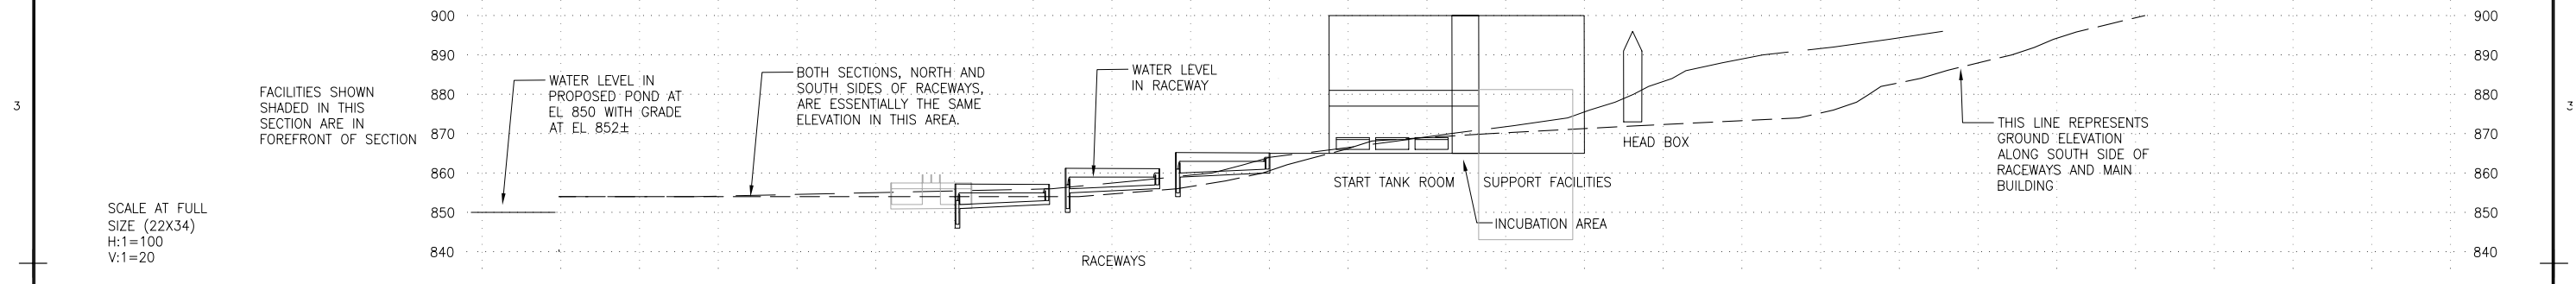 900
890
880
870
860
850
840
3
FACILITIES SHOWN
SHADED IN THIS
SECTION ARE IN
FOREFRONT OF SECTION
SCALE AT FULL
SIZE (22X34)
H:1=100
V:1=20
WATER LEVEL IN
PROPOSED POND AT
EL 850 WITH GRADE
AT EL 852±
BOTH SECTIONS, NORTH AND
SOUTH SIDES OF RACEWAYS,
ARE ESSENTIALLY THE SAME
ELEVATION IN THIS AREA.
WATER LEVEL
IN RACEWAY
RACEWAYS
START TANK ROOM
SUPPORT FACILITIES
INCUBATION AREA
HEAD BOX
THIS LINE REPRESENTS
GROUND ELEVATION
ALONG SOUTH SIDE OF
RACEWAYS AND MAIN
BUILDING
900
890
880
870
860
850
840
3